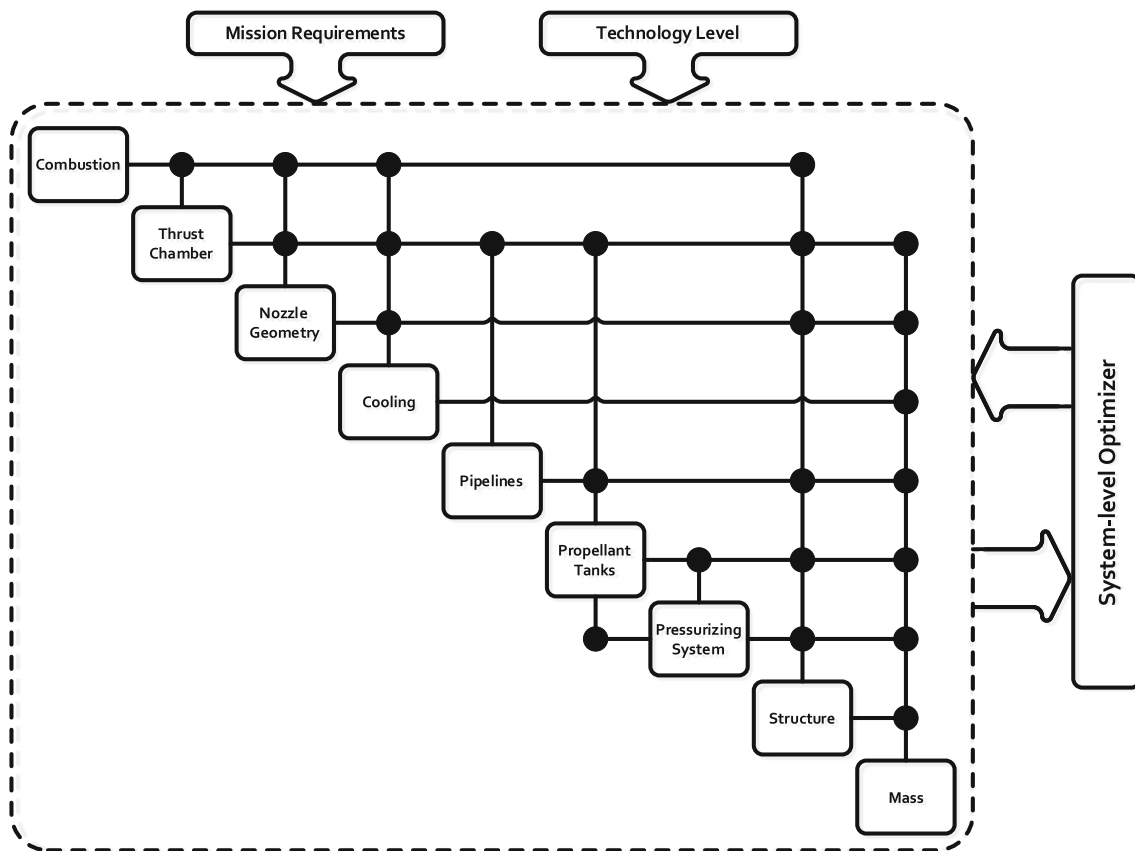 Mission Requirements
Technology Level
Combustion
Thrust
Chamber
Nozzle
Geometry
Cooling
Pipelines
Propellant
Tanks
Pressurizing
System
Structure
Mass
System-level Optimizer